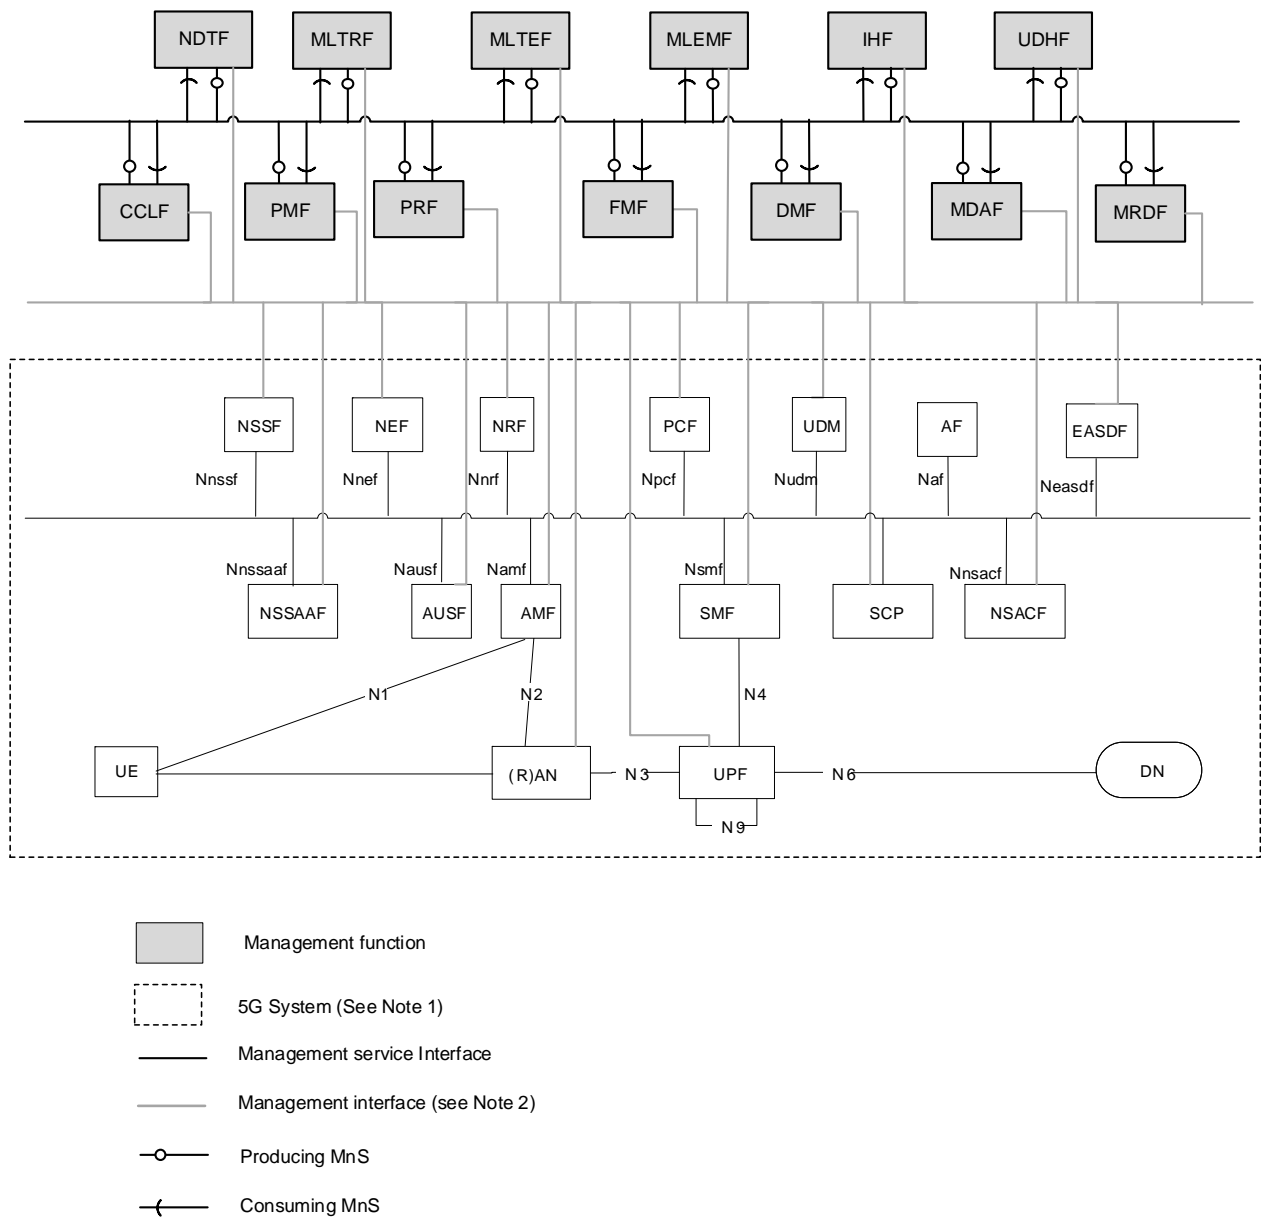 NDTF MLTRF MLTEF MLEMF IHF UDHF
CCLF PMF PRF FMF DMF MDAF MRDF
NSSF NEF NRF PCF UDM AF EASDF
Nnssf Nnef Nnrf Npcf Nudm Naf Neasdf
Nnssaaf Nausf Namf Nsmf Nnsacf
NSSAAF AUSF AMF SMF SCP NSACF
N1 N2 N4
UE (R)AN N3 UPF N6 DN
N9
Management function
5G System (See Note 1)
Management service Interface
Management interface (see Note 2)
Producing MnS
Consuming MnS